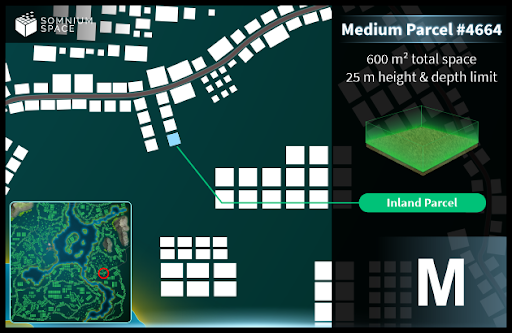 SOMNIUM
SPACE
Medium Parcel #4664
600 m² total space
25 m height & depth limit
Inland Parcel
M